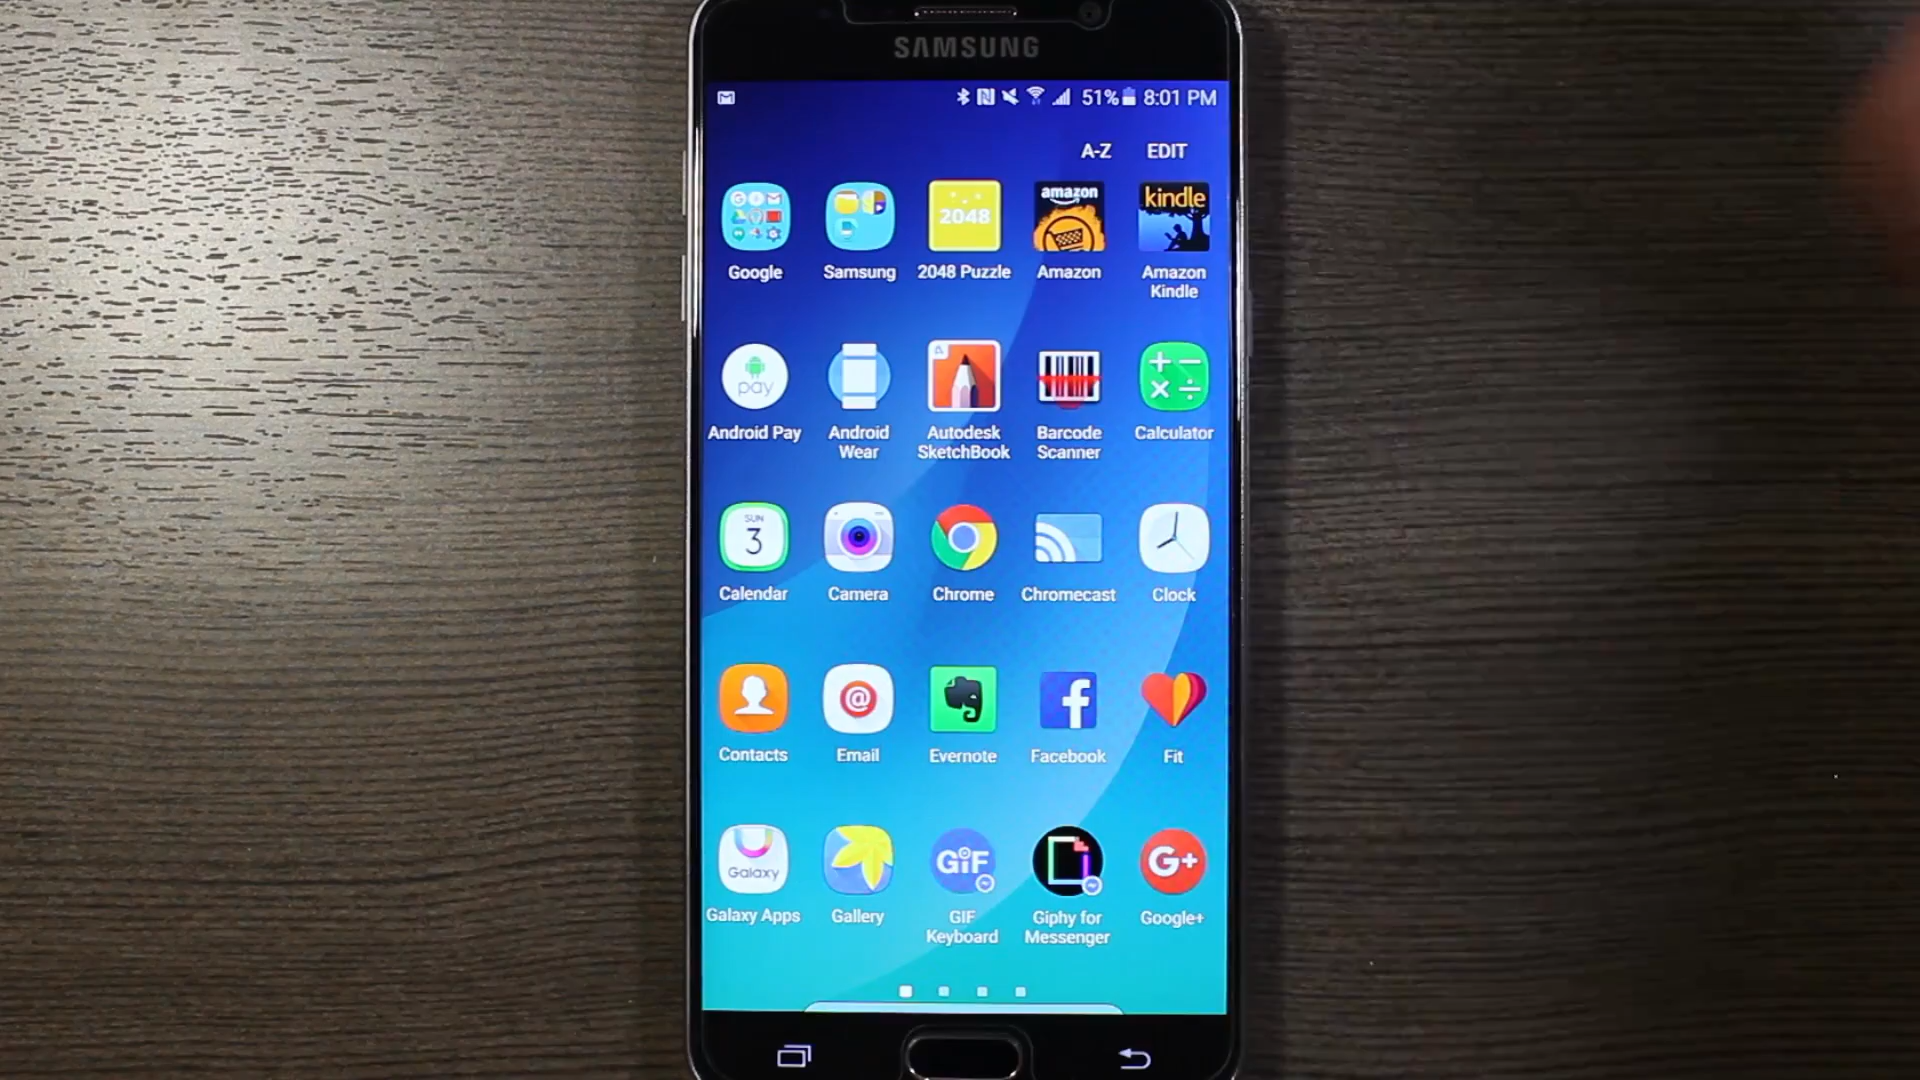 SAMSUNG
51% 8:01 PM
A-Z EDIT
2048 amazon kindle
Google Samsung 2048 Puzzle Amazon Amazon Kindle
pay
Android Pay Android Wear Autodesk SketchBook Barcode Scanner Calculator
SUN
3
Calendar Camera Chrome Chromecast Clock
@ f
Contacts Email Evernote Facebook Fit
Galaxy GIF G+
Galaxy Apps Gallery GIF Keyboard Giphy for Messenger Google+